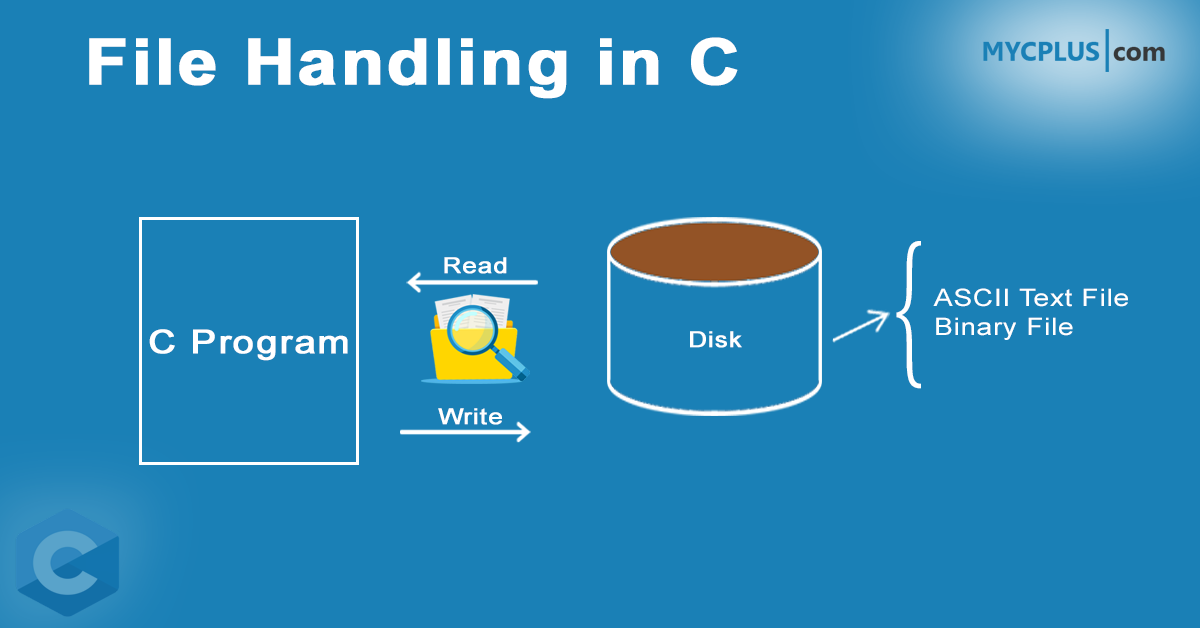 File Handling in C
MYCPLUS|com
Read
C Program
Disk
ASCII Text File
Binary File
Write
C